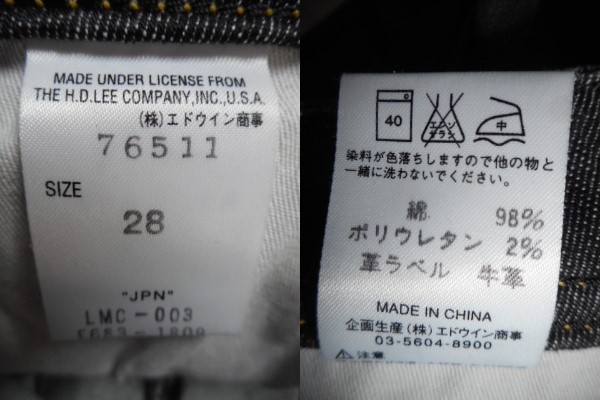 MADE UNDER LICENSE FROM
THE H.D.LEE COMPANY,INC.,U.S.A.
(株)エドウイン商事
76511
SIZE
28
"JPN"
LMC-003
40
エンソ
サラシ
中
染料が色落ちしますので他の物と
一緒に洗わないでください。
綿 98%
ポリウレタン 2%
革ラベル 牛革
MADE IN CHINA
企画生産(株)エドウイン商事
03-5604-8900
注意